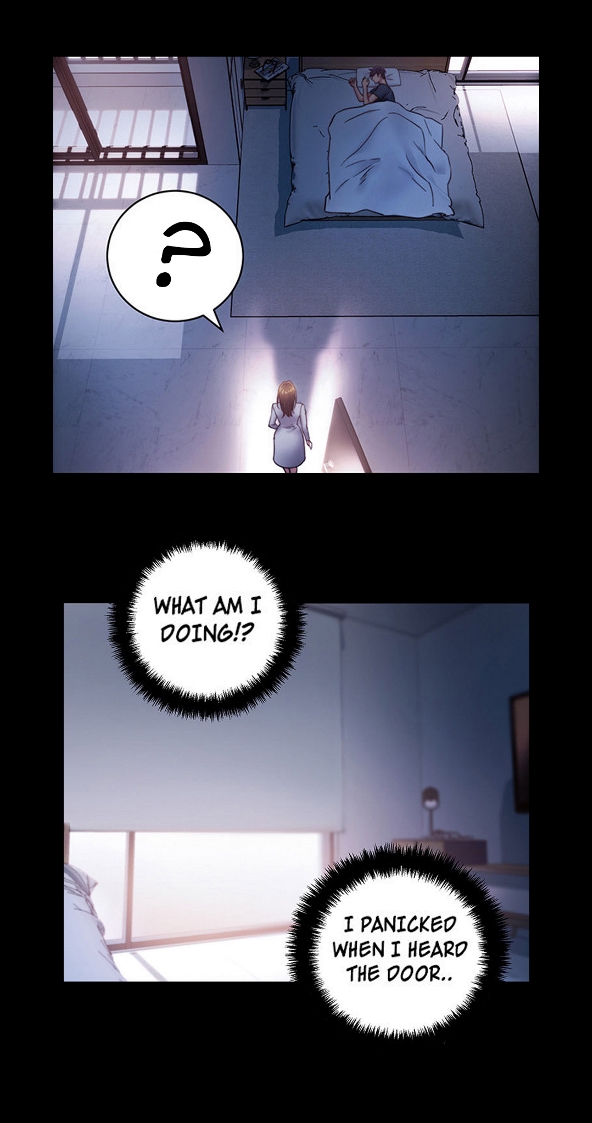 ?
WHAT AM I
DOING!?
I PANICKED
WHEN I HEARD
THE DOOR..